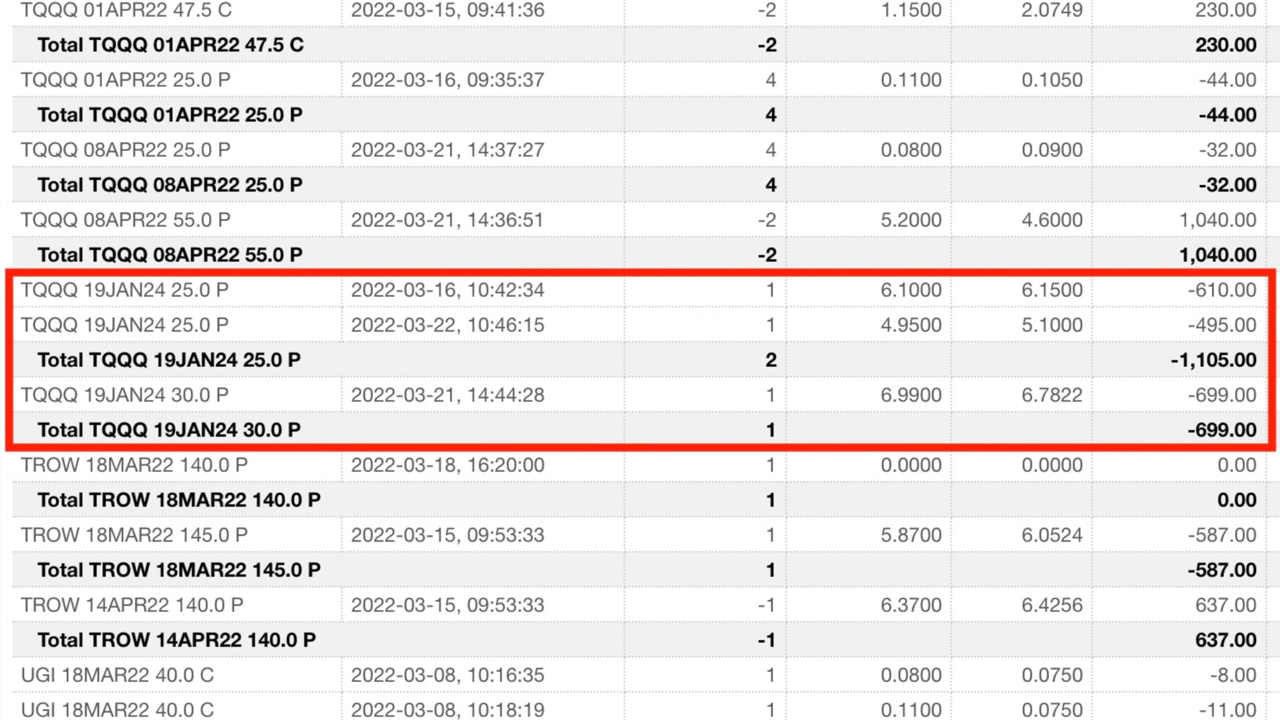 TQQQ 01APR22 47.5 C 2022-03-15, 09:41:36 -2 1.1500 2.0749 230.00
Total TQQQ 01APR22 47.5 C -2 230.00
TQQQ 01APR22 25.0 P 2022-03-16, 09:35:37 4 0.1100 0.1050 -44.00
Total TQQQ 01APR22 25.0 P 4 -44.00
TQQQ 08APR22 25.0 P 2022-03-21, 14:37:27 4 0.0800 0.0900 -32.00
Total TQQQ 08APR22 25.0 P 4 -32.00
TQQQ 08APR22 55.0 P 2022-03-21, 14:36:51 -2 5.2000 4.6000 1,040.00
Total TQQQ 08APR22 55.0 P -2 1,040.00
TQQQ 19JAN24 25.0 P 2022-03-16, 10:42:34 1 6.1000 6.1500 -610.00
TQQQ 19JAN24 25.0 P 2022-03-22, 10:46:15 1 4.9500 5.1000 -495.00
Total TQQQ 19JAN24 25.0 P 2 -1,105.00
TQQQ 19JAN24 30.0 P 2022-03-21, 14:44:28 1 6.9900 6.7822 -699.00
Total TQQQ 19JAN24 30.0 P 1 -699.00
TROW 18MAR22 140.0 P 2022-03-18, 16:20:00 1 0.0000 0.0000 0.00
Total TROW 18MAR22 140.0 P 1 0.00
TROW 18MAR22 145.0 P 2022-03-15, 09:53:33 1 5.8700 6.0524 -587.00
Total TROW 18MAR22 145.0 P 1 -587.00
TROW 14APR22 140.0 P 2022-03-15, 09:53:33 -1 6.3700 6.4256 637.00
Total TROW 14APR22 140.0 P -1 637.00
UGI 18MAR22 40.0 C 2022-03-08, 10:16:35 1 0.0800 0.0750 -8.00
UGI 18MAR22 40.0 C 2022-03-08, 10:18:19 1 0.1100 0.0750 -11.00